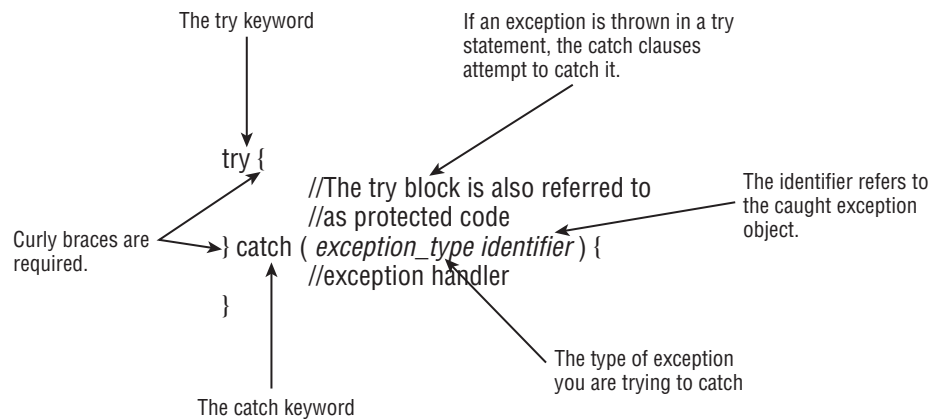 The try keyword
If an exception is thrown in a try
statement, the catch clauses
attempt to catch it.
try {
//The try block is also referred to
//as protected code
The identifier refers to
the caught exception
object.
Curly braces are
required.
} catch ( exception_type identifier ) {
//exception handler
}
The type of exception
you are trying to catch
The catch keyword